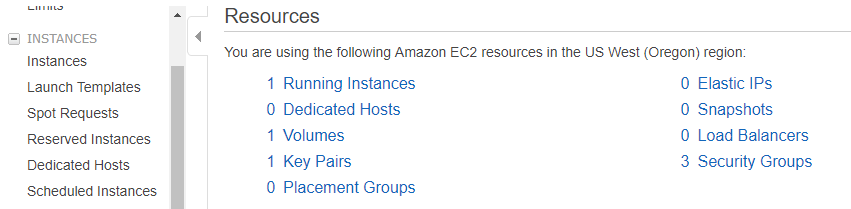 Limits
INSTANCES
Instances
Launch Templates
Spot Requests
Reserved Instances
Dedicated Hosts
Scheduled Instances
Resources
You are using the following Amazon EC2 resources in the US West (Oregon) region:
1 Running Instances
0 Dedicated Hosts
1 Volumes
1 Key Pairs
0 Placement Groups
0 Elastic IPs
0 Snapshots
0 Load Balancers
3 Security Groups